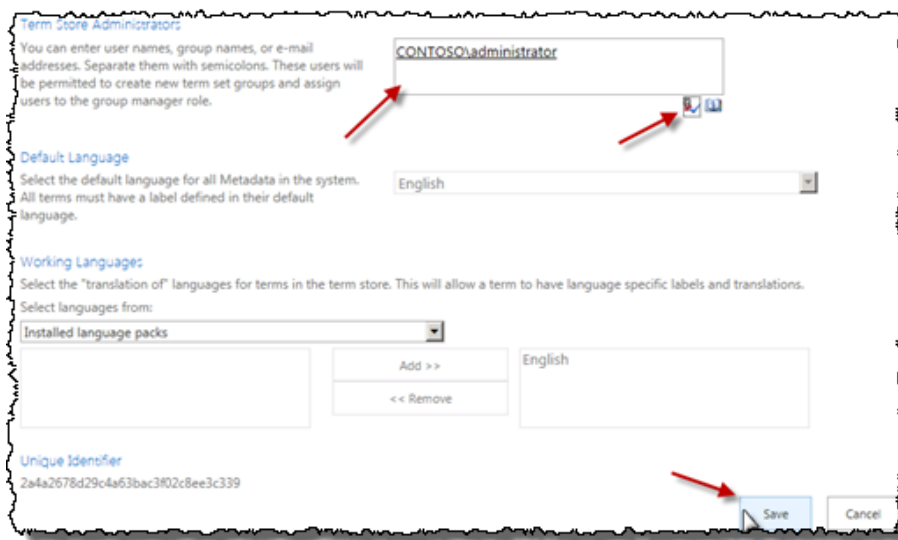 Term Store Administrators
You can enter user names, group names, or e-mail
addresses. Separate them with semicolons. These users will
be permitted to create new term set groups and assign
users to the group manager role.
CONTOSO\administrator
Default Language
Select the default language for all Metadata in the system.
All terms must have a label defined in their default
language.
English
Working Languages
Select the "translation of" languages for terms in the term store. This will allow a term to have language specific labels and translations.
Select languages from:
Installed language packs
Add >>
<< Remove
English
Unique Identifier
2a4a2678d29c4a63bac3f02c8ee3c339
Save
Cancel